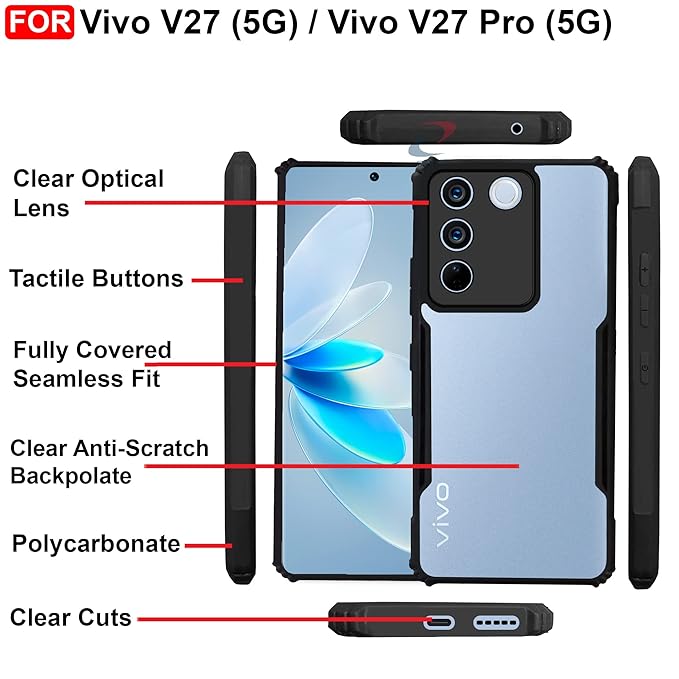 FOR Vivo V27 (5G) / Vivo V27 Pro (5G)
Clear Optical
Lens
Tactile Buttons
Fully Covered
Seamless Fit
Clear Anti-Scratch
Backpolate
Polycarbonate
Clear Cuts
vivo